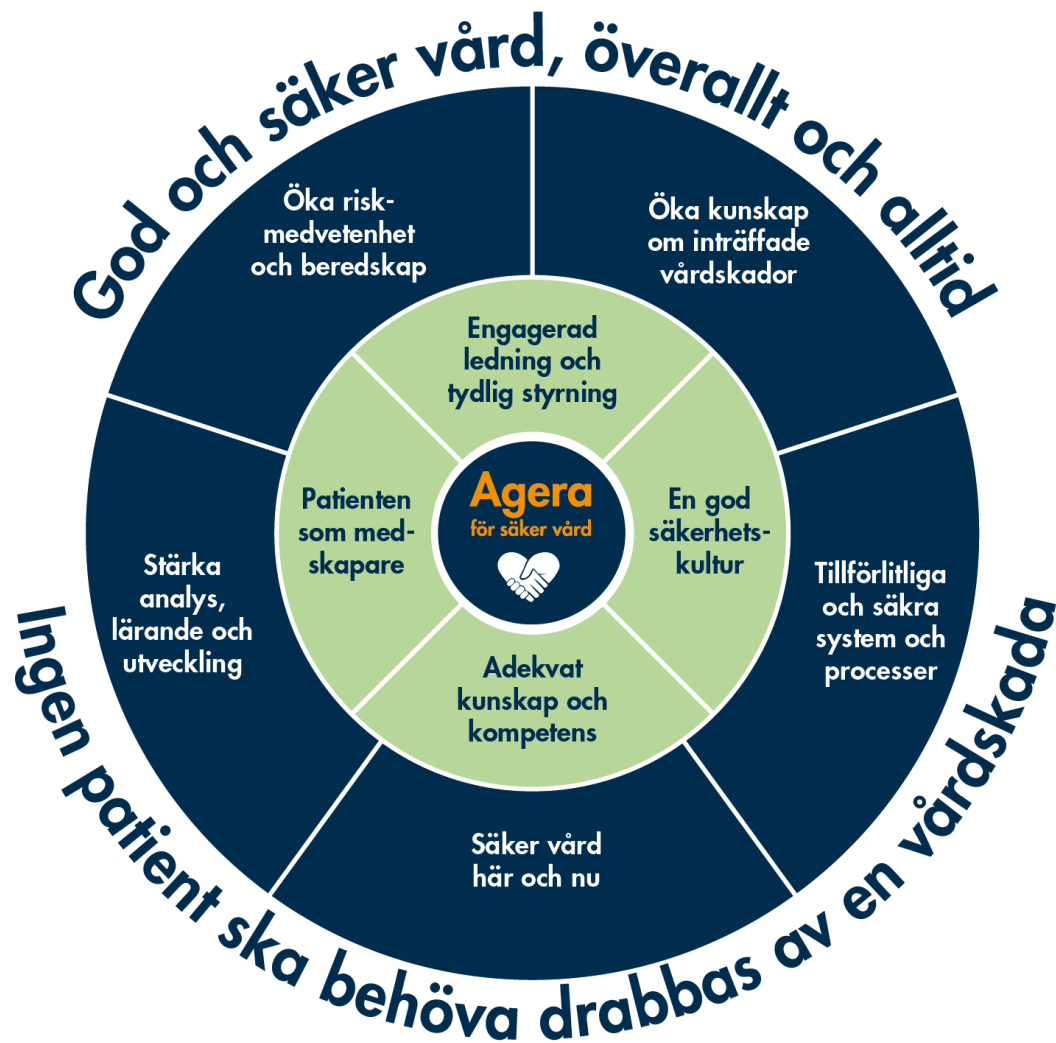 God och säker vård, överallt och alltid
Öka risk-
medvetenhet
och beredskap
Öka kunskap
om inträffade
vårdskador
Engagerad
ledning och
tydlig styrning
Patienten
som med-
skapare
Agera
för säker vård
En god
säkerhets-
kultur
Stärka
analys,
lärande och
utveckling
Tillförlitliga
och säkra
system och
processer
Adekvat
kunskap och
kompetens
Säker vård
här och nu
Ingen patient ska behöva drabbas av en vårdskada